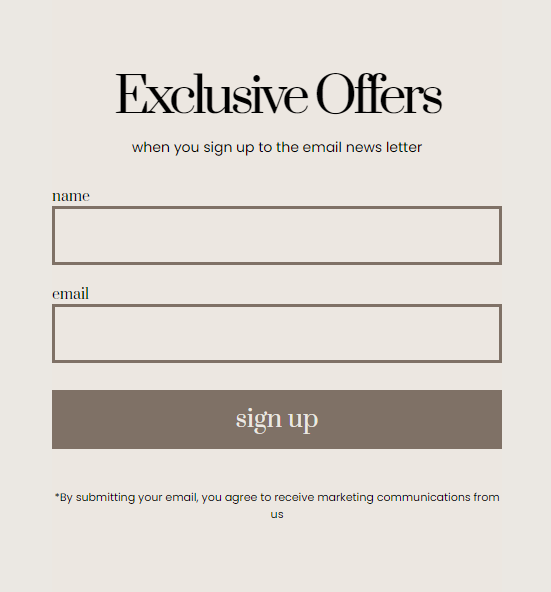 Exclusive Offers
when you sign up to the email news letter
name
email
sign up
*By submitting your email, you agree to receive marketing communications from
us